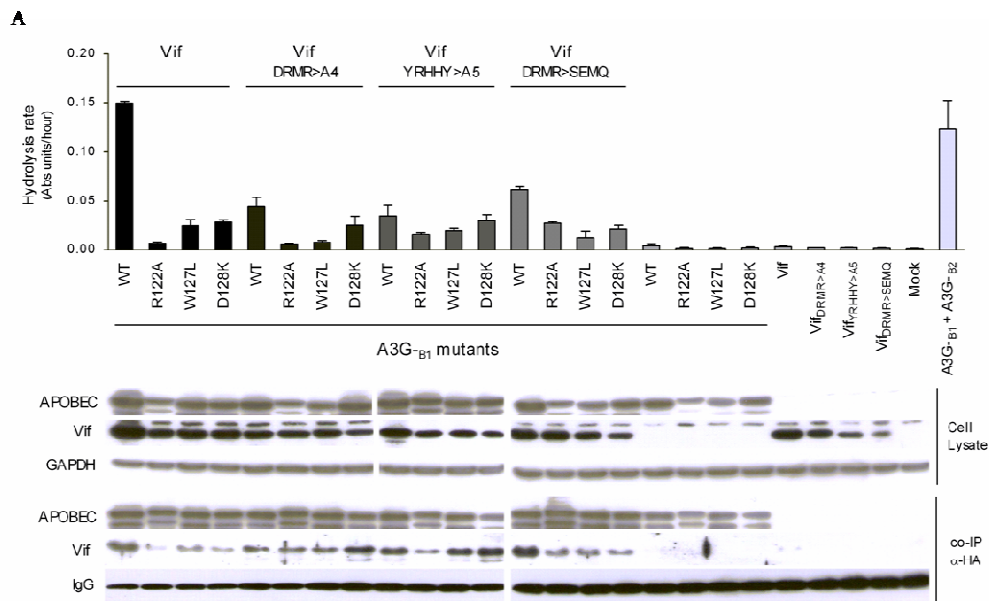 A
Vif Vif Vif Vif
DRMR>A4 YRHHY>A5 DRMR>SEMQ
Hydrolysis rate
(Abs units/hour)
0.20
0.15
0.10
0.05
0.00
WT R122A W127L D128K WT R122A W127L D128K WT R122A W127L D128K WT R122A W127L D128K WT R122A W127L D128K Vif VifDRMR>A4 VifYRHHY>A5 VifDRMR>SEMQ Mock A3G-B1 + A3G-B2
A3G-B1 mutants
APOBEC
Vif
GAPDH
Cell
Lysate
APOBEC
Vif
IgG
co-IP
α-HA